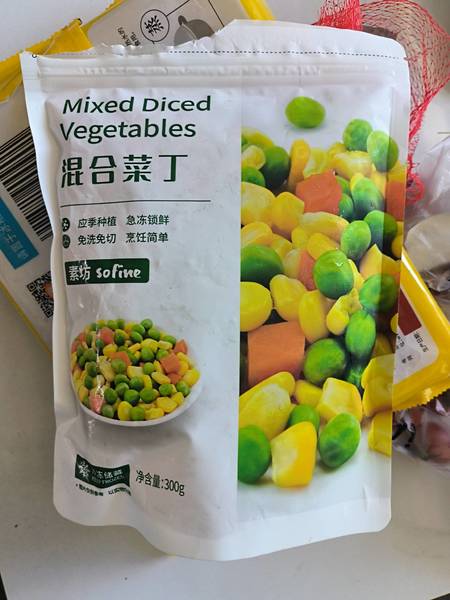 Mixed Diced
Vegetables
混合菜丁
应季种植 急冻锁鲜
免洗免切 烹饪简单
素坊 sofine
净含量:300g